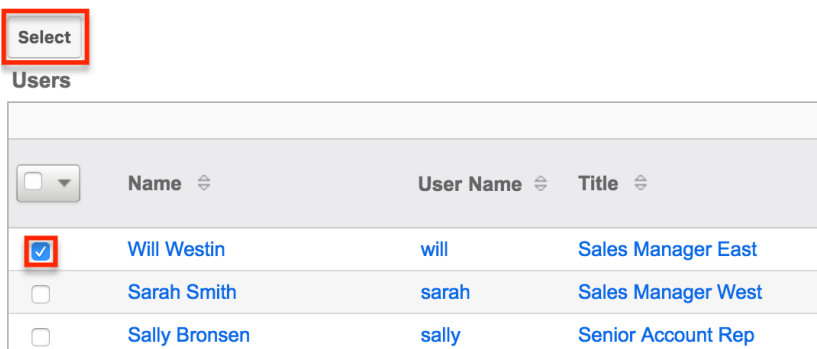 Select
Users
Name User Name Title
Will Westin will Sales Manager East
Sarah Smith sarah Sales Manager West
Sally Bronsen sally Senior Account Rep